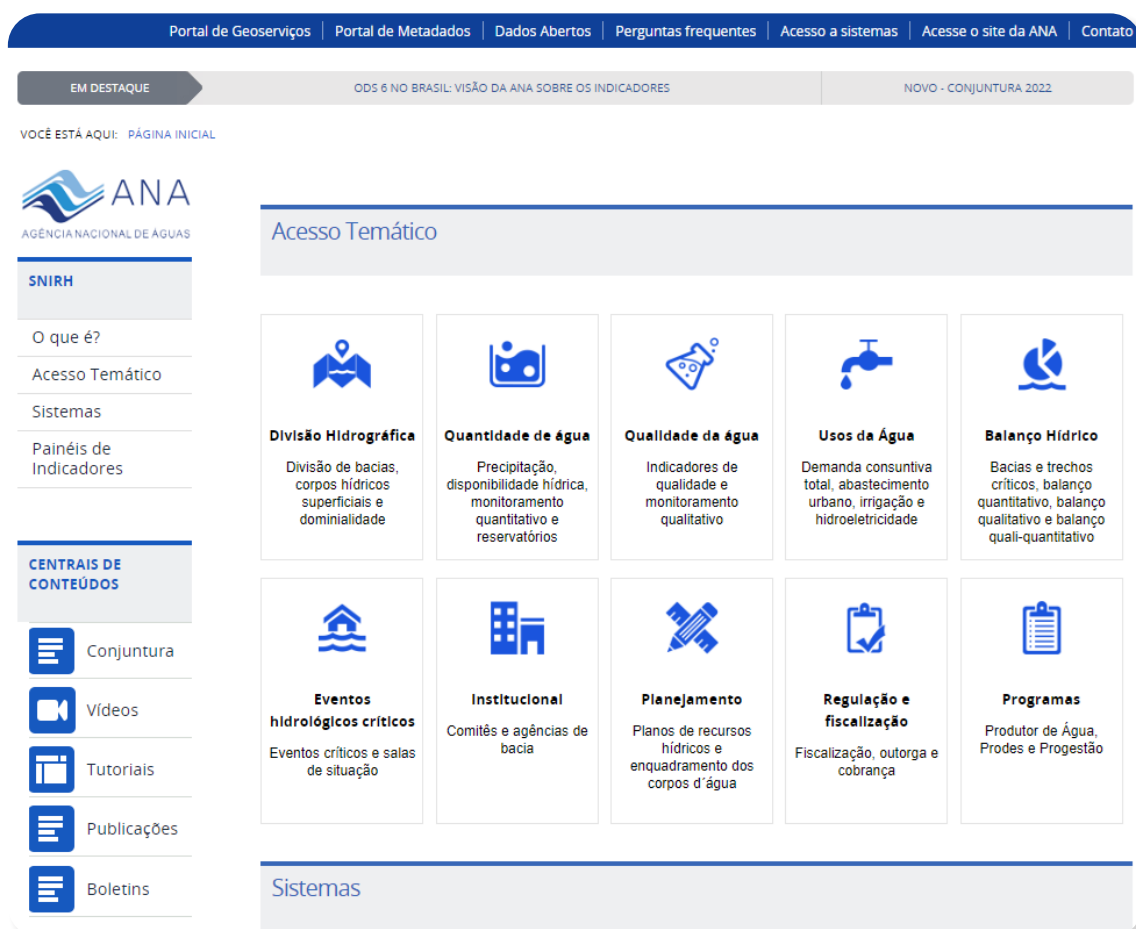 Portal de Geoserviços
Portal de Metadados
Dados Abertos
Perguntas frequentes
Acesso a sistemas
Acesse o site da ANA
Contato
EM DESTAQUE
ODS 6 NO BRASIL: VISÃO DA ANA SOBRE OS INDICADORES
NOVO - CONJUNTURA 2022
VOCÊ ESTÁ AQUI: PÁGINA INICIAL
ANA
AGÊNCIA NACIONAL DE ÁGUAS
SNIRH
O que é?
Acesso Temático
Sistemas
Painéis de
Indicadores
CENTRAIS DE
CONTEÚDOS
Conjuntura
Vídeos
Tutoriais
Publicações
Boletins
Acesso Temático
Divisão Hidrográfica
Divisão de bacias,
corpos hídricos
superficiais e
dominialidade
Quantidade de água
Precipitação,
disponibilidade hídrica,
monitoramento
quantitativo e
reservatórios
Qualidade da água
Indicadores de
qualidade e
monitoramento
qualitativo
Usos da Água
Demanda consuntiva
total, abastecimento
urbano, irrigação e
hidroeletricidade
Balanço Hídrico
Bacias e trechos
críticos, balanço
quantitativo, balanço
qualitativo e balanço
quali-quantitativo
Eventos
hidrológicos críticos
Eventos críticos e salas
de situação
Institucional
Comitês e agências de
bacia
Planejamento
Planos de recursos
hídricos e
enquadramento dos
corpos d´água
Regulação e
fiscalização
Fiscalização, outorga e
cobrança
Programas
Produtor de Água,
Prodes e Progestão
Sistemas